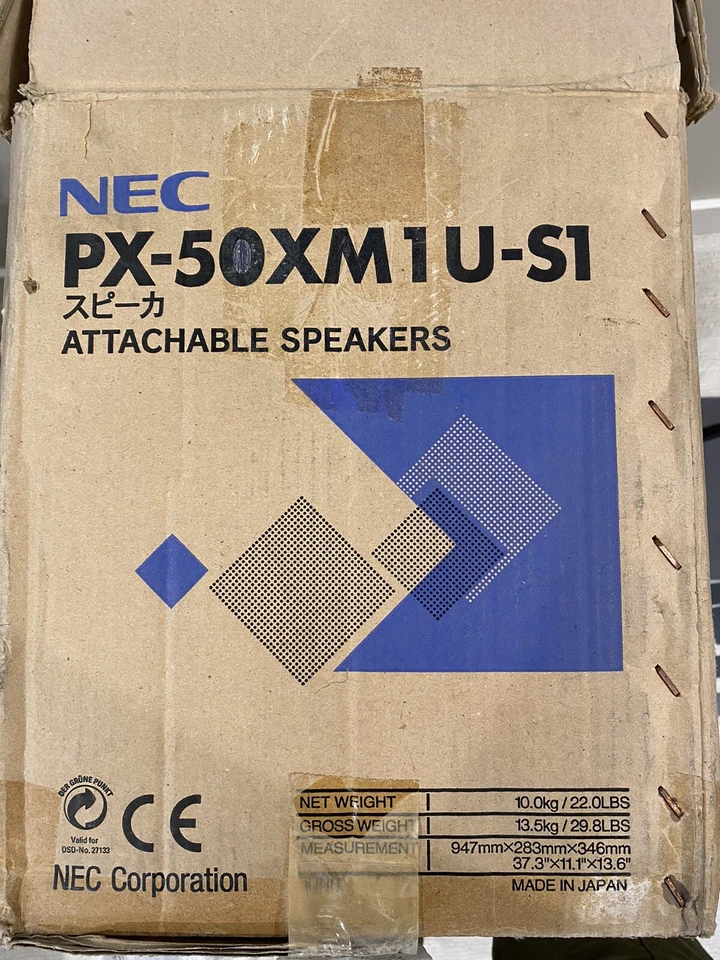 NEC
PX-50XM1U-S1
スピーカ
ATTACHABLE SPEAKERS
DER GRÜNE PUNKT
Valid for
DSD-No. 27133
CE
NEC Corporation
NET WEIGHT 10.0kg / 22.0LBS
GROSS WEIGHT 13.5kg / 29.8LBS
MEASUREMENT 947mm×283mm×346mm
37.3"×11.1"×13.6"
MADE IN JAPAN